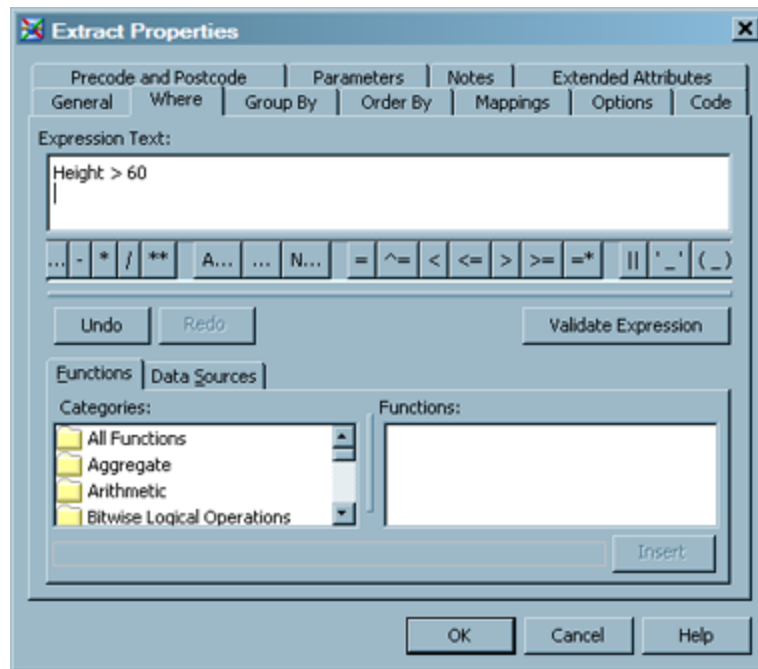 Extract Properties
Precode and Postcode Parameters Notes Extended Attributes
General Where Group By Order By Mappings Options Code
Expression Text:
Height > 60
... - * / ** A... ... N... = ^= < <= > >= =* || '_' (_)
Undo Redo Validate Expression
Functions Data Sources
Categories: Functions:
All Functions
Aggregate
Arithmetic
Bitwise Logical Operations
Insert
OK Cancel Help